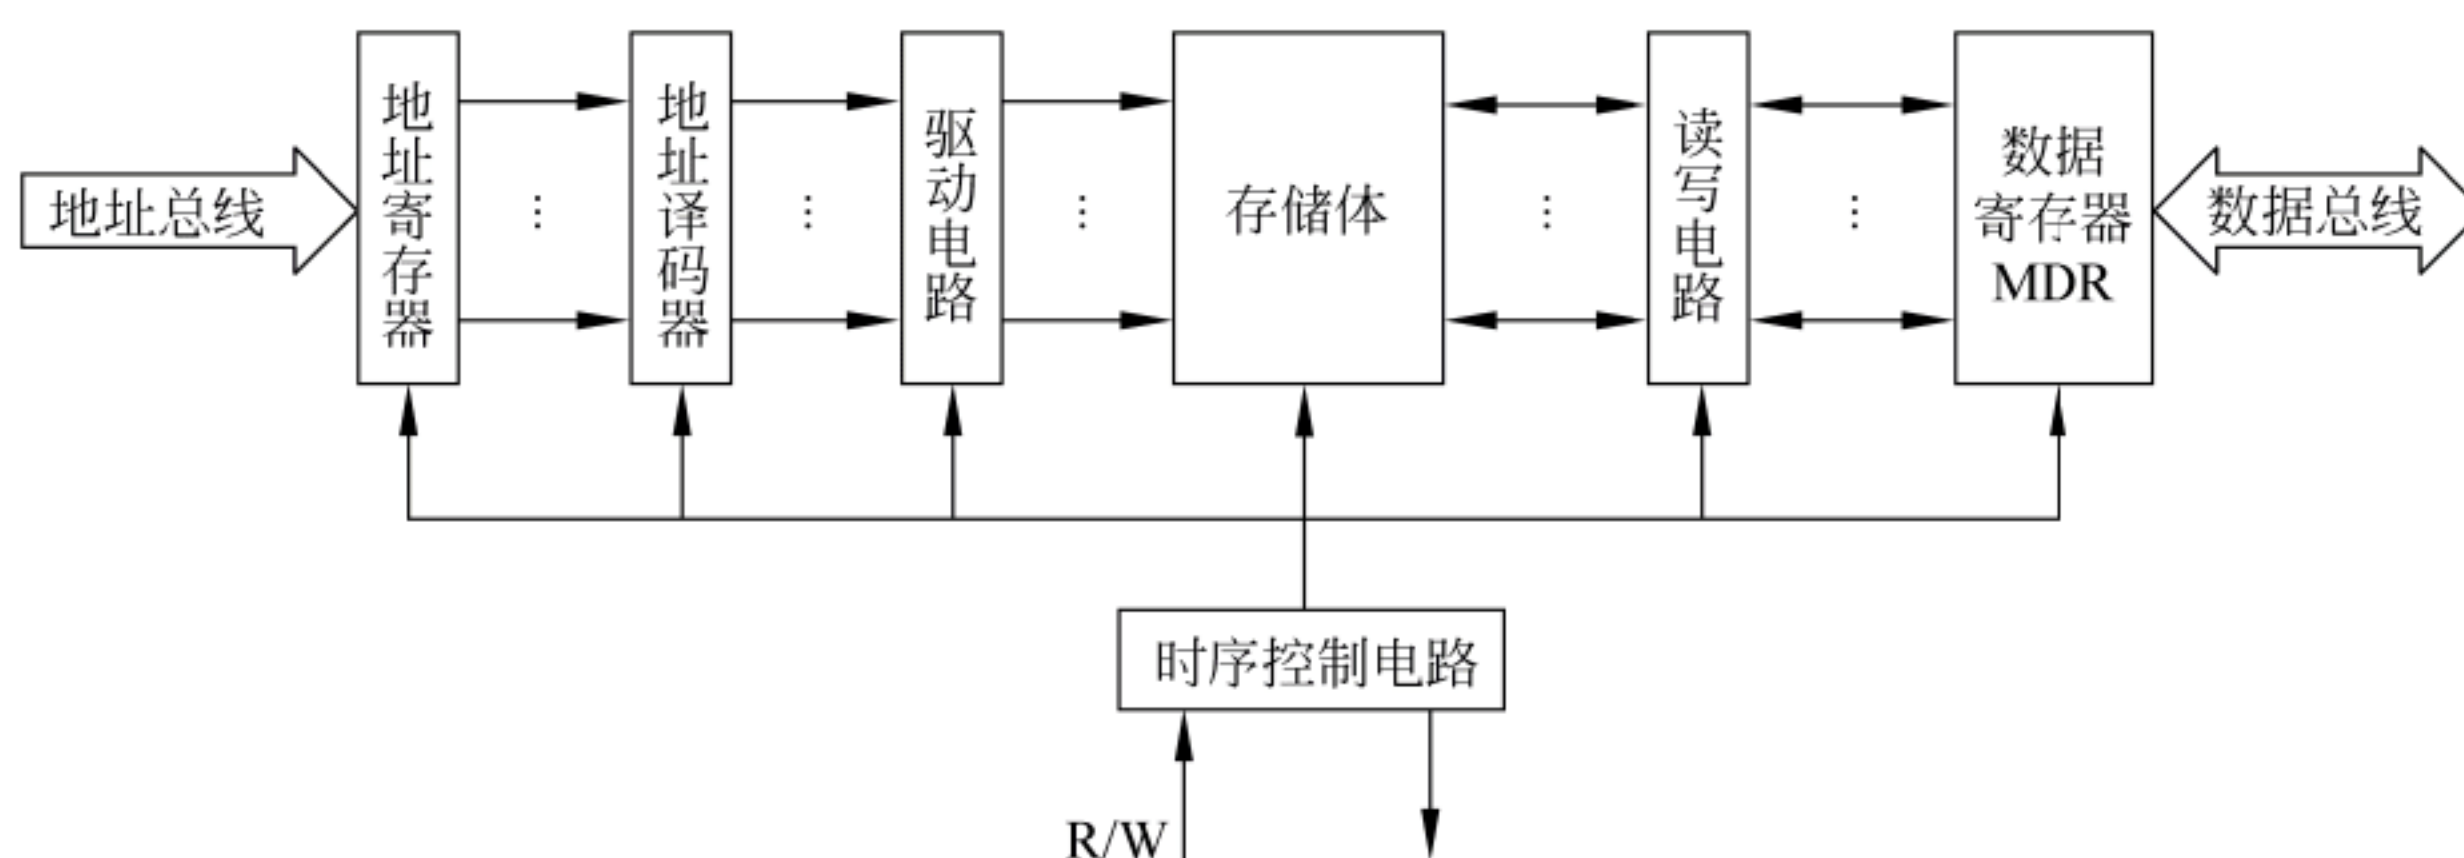 地址总线
地址寄存器
地址译码器
驱动电路
存储体
读写电路
数据
寄存器
MDR
数据总线
时序控制电路
R/W